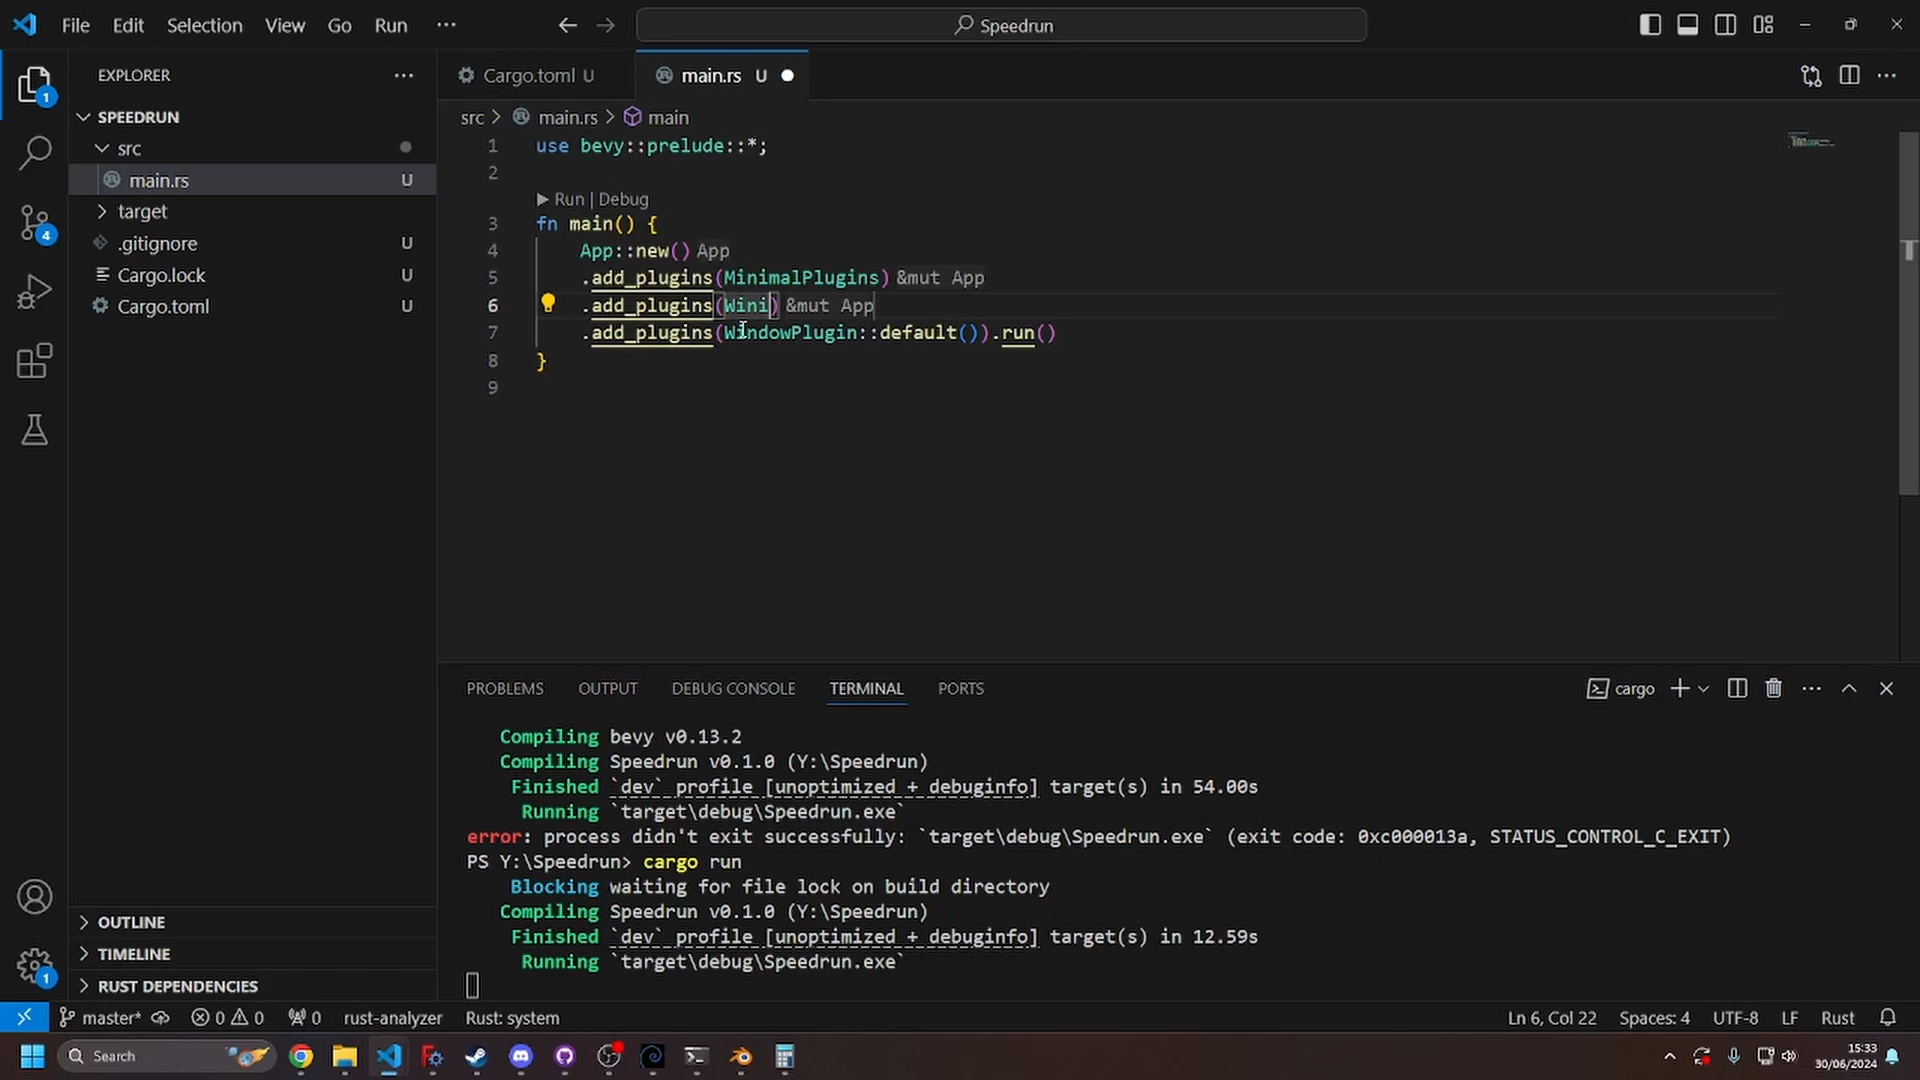 File Edit Selection View Go Run ··· Speedrun
EXPLORER ···
SPEEDRUN
src
main.rs U
target
.gitignore U
Cargo.lock U
Cargo.toml U
OUTLINE
TIMELINE
RUST DEPENDENCIES
1
4
1
Cargo.toml U main.rs U
src > main.rs > main
1 use bevy::prelude::*;
2
Run | Debug
3 fn main() {
4 App::new() App
5 .add_plugins(MinimalPlugins) &mut App
6 .add_plugins(Wini) &mut App
7 .add_plugins(WindowPlugin::default()).run()
8 }
9
PROBLEMS OUTPUT DEBUG CONSOLE TERMINAL PORTS cargo
Compiling bevy v0.13.2
Compiling Speedrun v0.1.0 (Y:\Speedrun)
Finished `dev` profile [unoptimized + debuginfo] target(s) in 54.00s
Running `target\debug\Speedrun.exe`
error: process didn't exit successfully: `target\debug\Speedrun.exe` (exit code: 0xc000013a, STATUS_CONTROL_C_EXIT)
PS Y:\Speedrun> cargo run
Blocking waiting for file lock on build directory
Compiling Speedrun v0.1.0 (Y:\Speedrun)
Finished `dev` profile [unoptimized + debuginfo] target(s) in 12.59s
Running `target\debug\Speedrun.exe`
master* 0 0 0 rust-analyzer Rust: system Ln 6, Col 22 Spaces: 4 UTF-8 LF Rust
Search
15:33
30/06/2024